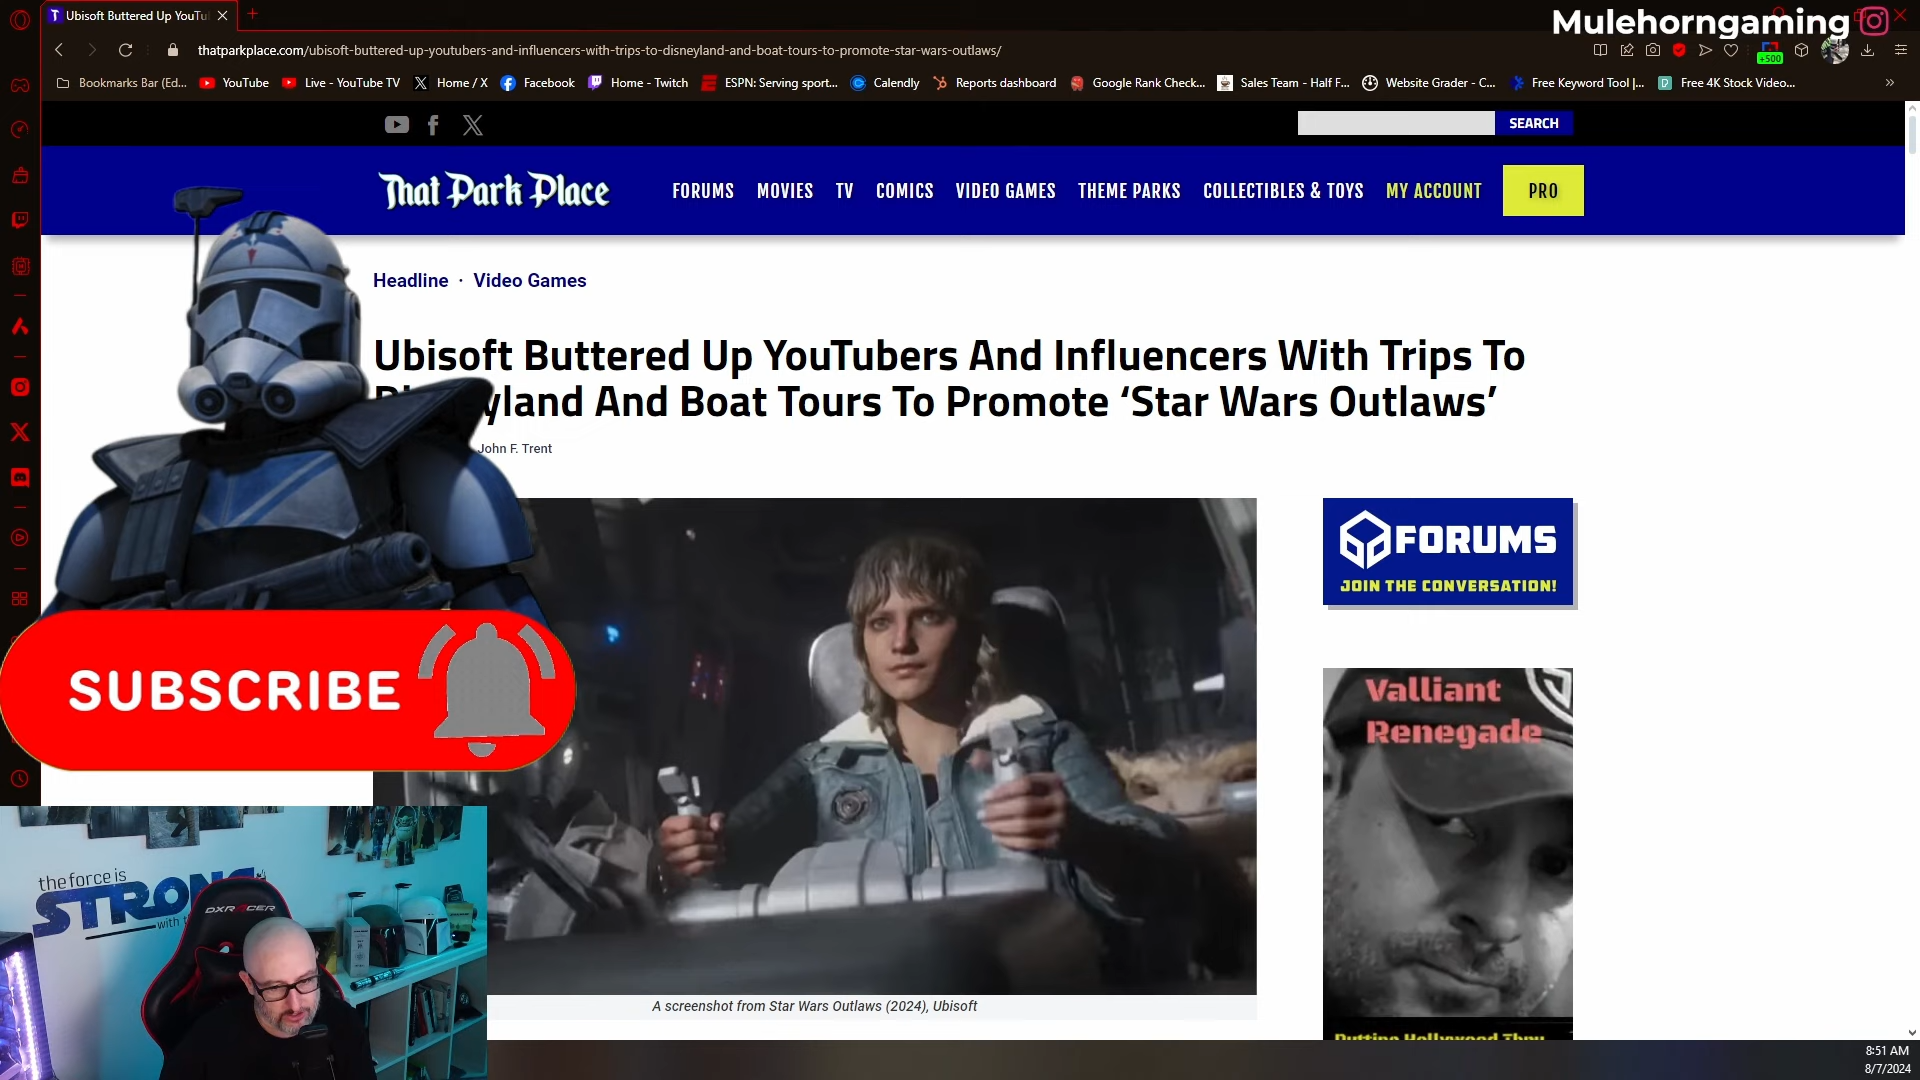 Ubisoft Buttered Up YouTu
Mulehorngaming
thatparkplace.com/ubisoft-buttered-up-youtubers-and-influencers-with-trips-to-disneyland-and-boat-tours-to-promote-star-wars-outlaws/
+500
Bookmarks Bar (Ed... YouTube Live - YouTube TV Home / X Facebook Home - Twitch ESPN: Serving sport... Calendly Reports dashboard Google Rank Check... Sales Team - Half F... Website Grader - C... Free Keyword Tool |... Free 4K Stock Video...
SEARCH
That Park Place FORUMS MOVIES TV COMICS VIDEO GAMES THEME PARKS COLLECTIBLES & TOYS MY ACCOUNT PRO
Headline · Video Games
Ubisoft Buttered Up YouTubers And Influencers With Trips To
yland And Boat Tours To Promote ‘Star Wars Outlaws’
John F. Trent
FORUMS
JOIN THE CONVERSATION!
Valliant
Renegade
SUBSCRIBE
the force is
STRONG
with
DXRACER
A screenshot from Star Wars Outlaws (2024), Ubisoft
8:51 AM
8/7/2024